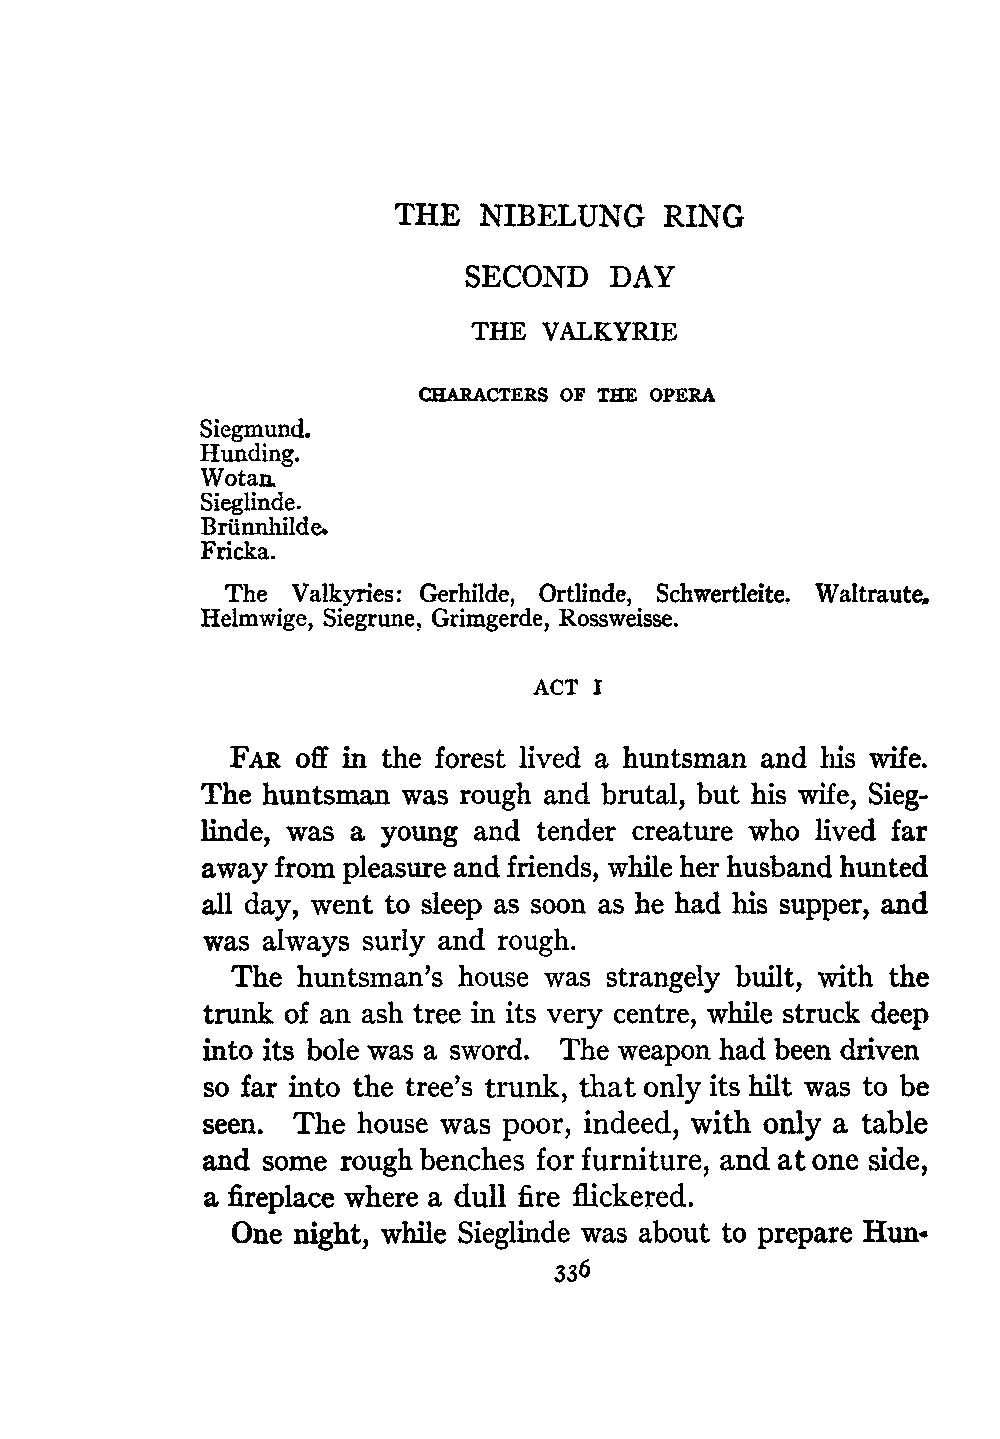 THE NIBELUNG RING
SECOND DAY
THE VALKYRIE
CHARACTERS OF THE OPERA
Siegmund.
Hunding.
Wotan.
Sieglinde.
Brünnhilde.
Fricka.
The Valkyries: Gerhilde, Ortlinde, Schwertleite. Waltraute.
Helmwige, Siegrune, Grimgerde, Rossweisse.
ACT I
FAR off in the forest lived a huntsman and his wife.
The huntsman was rough and brutal, but his wife, Sieg-
linde, was a young and tender creature who lived far
away from pleasure and friends, while her husband hunted
all day, went to sleep as soon as he had his supper, and
was always surly and rough.
The huntsman's house was strangely built, with the
trunk of an ash tree in its very centre, while struck deep
into its bole was a sword. The weapon had been driven
so far into the tree's trunk, that only its hilt was to be
seen. The house was poor, indeed, with only a table
and some rough benches for furniture, and at one side,
a fireplace where a dull fire flickered.
One night, while Sieglinde was about to prepare Hun-
336